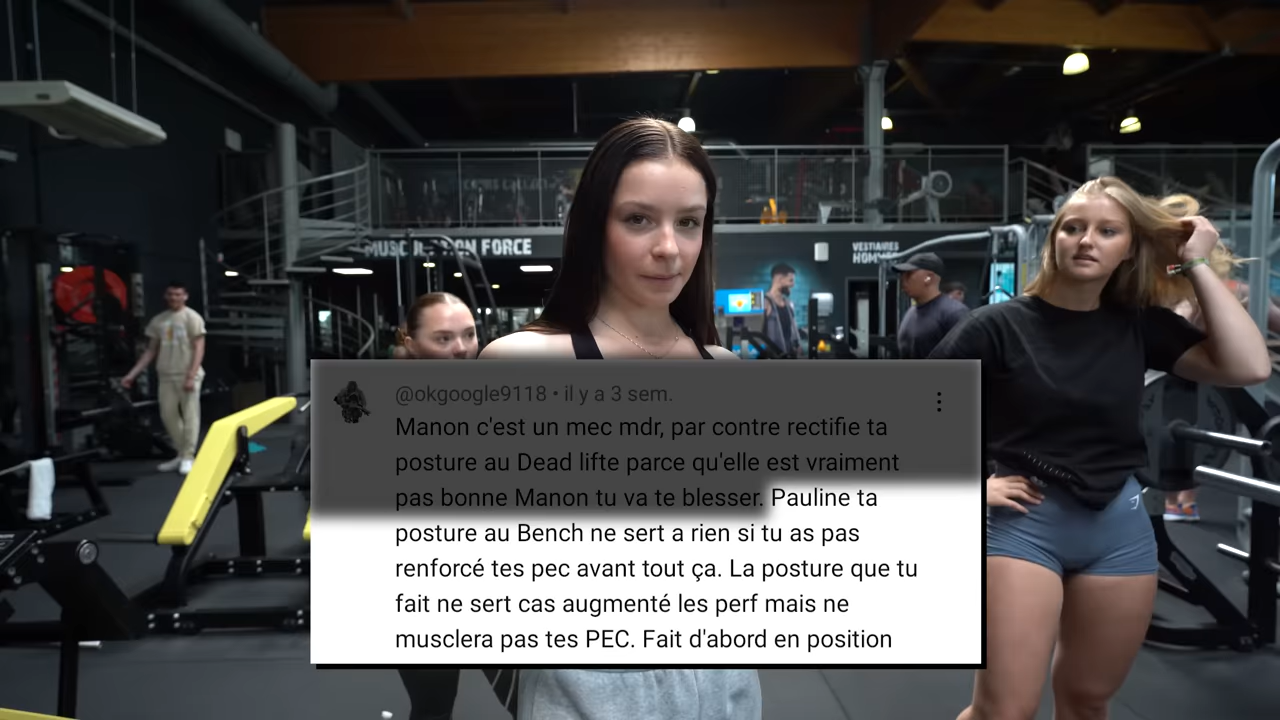 MUSCULATION FORCE
VESTIAIRES
HOMMES
@okgoogle9118 • il y a 3 sem.
Manon c'est un mec mdr, par contre rectifie ta
posture au Dead lifte parce qu'elle est vraiment
pas bonne Manon tu va te blesser. Pauline ta
posture au Bench ne sert a rien si tu as pas
renforcé tes pec avant tout ça. La posture que tu
fait ne sert cas augmenté les perf mais ne
musclera pas tes PEC. Fait d'abord en position